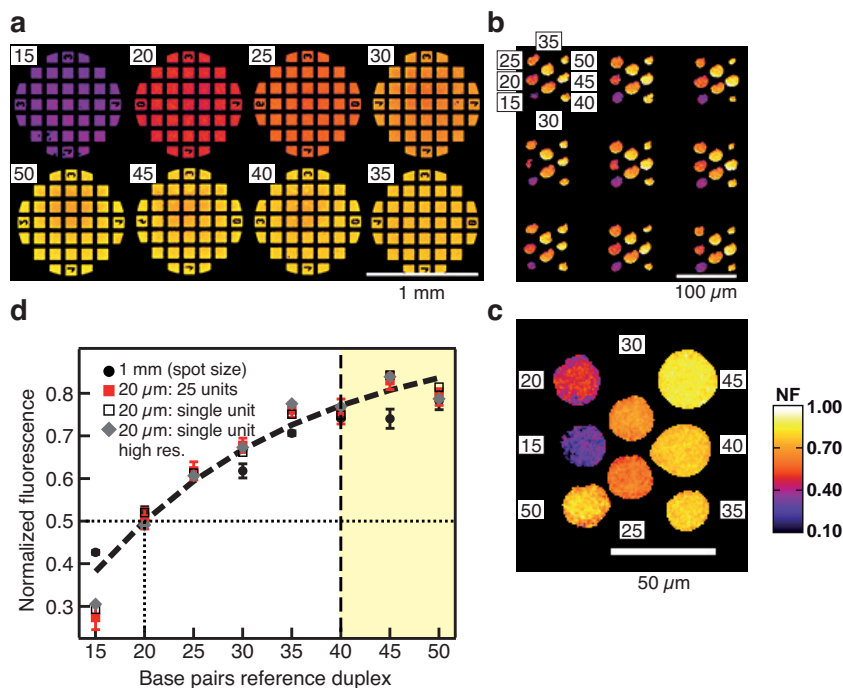 a
15 20 25 30
50 45 40 35
1 mm
b
35
25 50
20 45
15 40
30
100 µm
c
30
20 45
15 40
50 35
25
50 µm
NF
1.00
0.70
0.40
0.10
d
1 mm (spot size)
20 µm: 25 units
20 µm: single unit
20 µm: single unit
high res.
Normalized fluorescence
0.8
0.7
0.6
0.5
0.4
0.3
15 20 25 30 35 40 45 50
Base pairs reference duplex